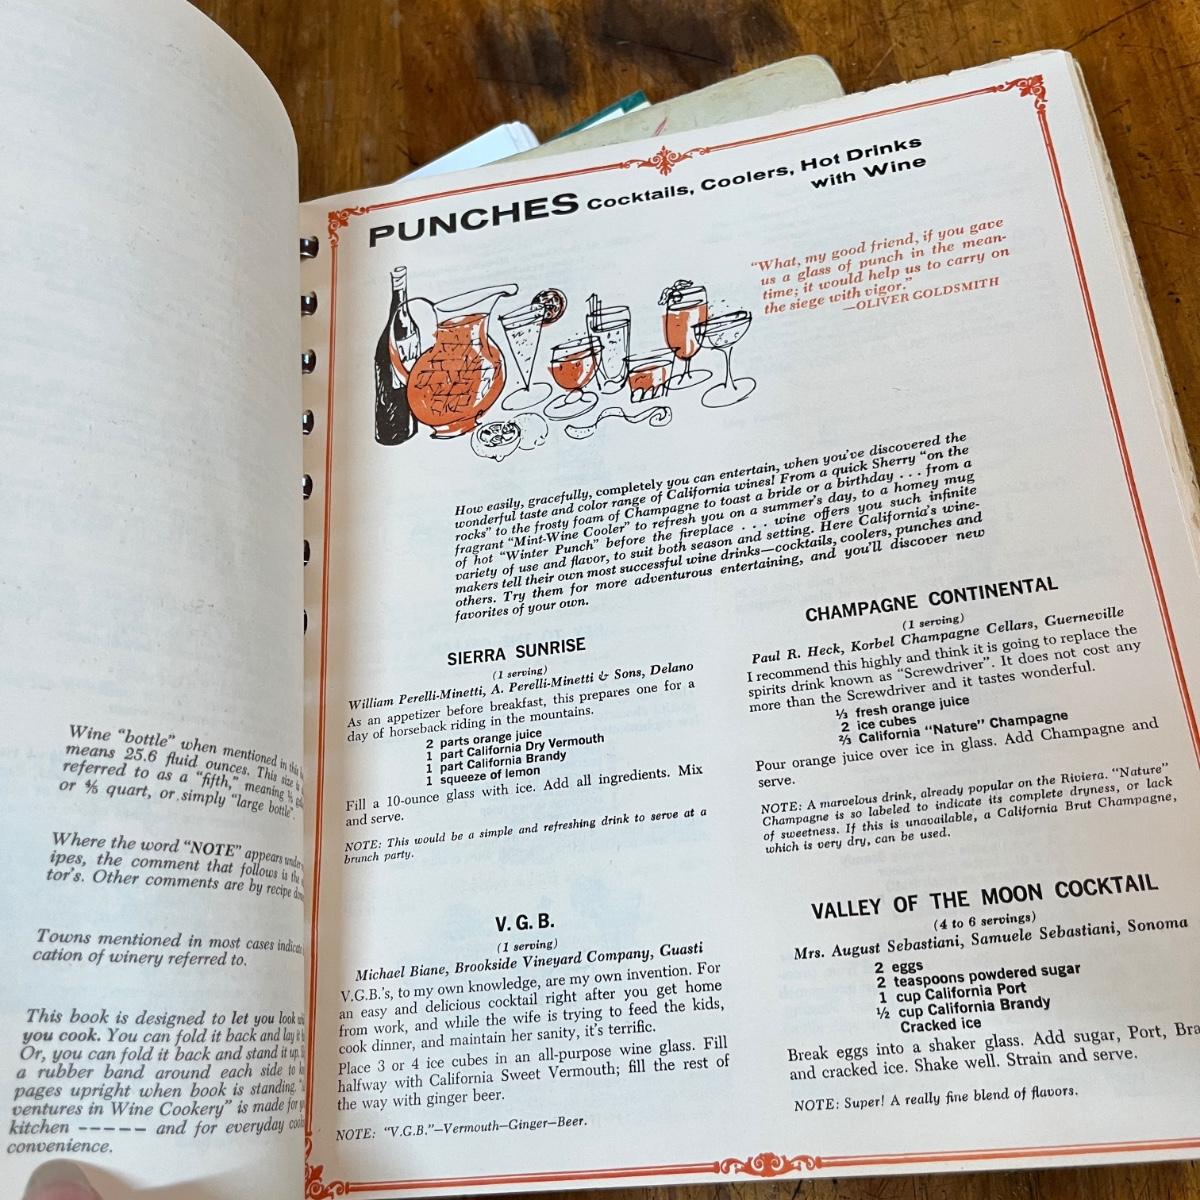 Wine "bottle" when mentioned in this
means 25.6 fluid ounces. This size is
referred to as a "fifth," meaning ⅕
or ⅘ quart, or simply "large bottle".
Where the word "NOTE" appears under
ipes, the comment that follows is the
tor's. Other comments are by recipe
Towns mentioned in most cases indicate
cation of winery referred to.
This book is designed to let you look
you cook. You can fold it back and lay it
Or, you can fold it back and stand it up.
a rubber band around each side to
pages upright when book is standing.
ventures in Wine Cookery" is made for
kitchen ----- and for everyday
convenience.
PUNCHES Cocktails, Coolers, Hot Drinks
with Wine
"What, my good friend, if you gave
us a glass of punch in the mean-
time; it would help us to carry on
the siege with vigor."
—OLIVER GOLDSMITH
How easily, gracefully, completely you can entertain, when you've discovered the
wonderful taste and color range of California wines! From a quick Sherry "on the
rocks" to the frosty foam of Champagne to toast a bride or a birthday . . . from a
fragrant "Mint-Wine Cooler" to refresh you on a summer's day, to a homey mug
of hot "Winter Punch" before the fireplace . . . wine offers you such infinite
variety of use and flavor, to suit both season and setting. Here California's wine-
makers tell their own most successful wine drinks—cocktails, coolers, punches and
others. Try them for more adventurous entertaining, and you'll discover new
favorites of your own.
SIERRA SUNRISE
(1 serving)
William Perelli-Minetti, A. Perelli-Minetti & Sons, Delano
As an appetizer before breakfast, this prepares one for a
day of horseback riding in the mountains.
2 parts orange juice
1 part California Dry Vermouth
1 part California Brandy
1 squeeze of lemon
Fill a 10-ounce glass with ice. Add all ingredients. Mix
and serve.
NOTE: This would be a simple and refreshing drink to serve at a
brunch party.
V. G. B.
(1 serving)
Michael Biane, Brookside Vineyard Company, Guasti
V.G.B.'s, to my own knowledge, are my own invention. For
an easy and delicious cocktail right after you get home
from work, and while the wife is trying to feed the kids,
cook dinner, and maintain her sanity, it's terrific.
Place 3 or 4 ice cubes in an all-purpose wine glass. Fill
halfway with California Sweet Vermouth; fill the rest of
the way with ginger beer.
NOTE: "V.G.B."—Vermouth—Ginger—Beer.
CHAMPAGNE CONTINENTAL
(1 serving)
Paul R. Heck, Korbel Champagne Cellars, Guerneville
I recommend this highly and think it is going to replace the
spirits drink known as "Screwdriver". It does not cost any
more than the Screwdriver and it tastes wonderful.
⅓ fresh orange juice
2 ice cubes
⅔ California "Nature" Champagne
Pour orange juice over ice in glass. Add Champagne and
serve.
NOTE: A marvelous drink, already popular on the Riviera. "Nature"
Champagne is so labeled to indicate its complete dryness, or lack
of sweetness. If this is unavailable, a California Brut Champagne,
which is very dry, can be used.
VALLEY OF THE MOON COCKTAIL
(4 to 6 servings)
Mrs. August Sebastiani, Samuele Sebastiani, Sonoma
2 eggs
2 teaspoons powdered sugar
1 cup California Port
½ cup California Brandy
Cracked ice
Break eggs into a shaker glass. Add sugar, Port, Bra
and cracked ice. Shake well. Strain and serve.
NOTE: Super! A really fine blend of flavors.